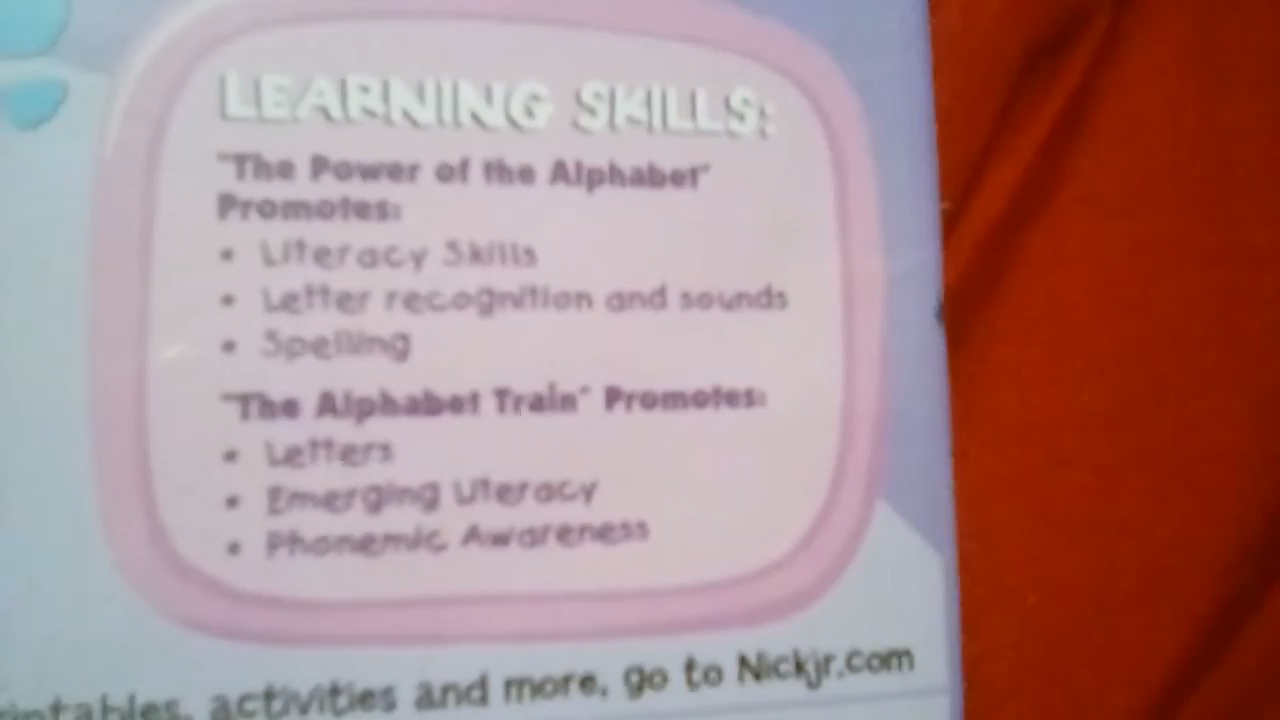 LEARNING SKILLS:
"The Power of the Alphabet"
Promotes:
• Literacy Skills
• Letter recognition and sounds
• Spelling
"The Alphabet Train" Promotes:
• Letters
• Emerging Literacy
• Phonemic Awareness
activities and more, go to Nickjr.com